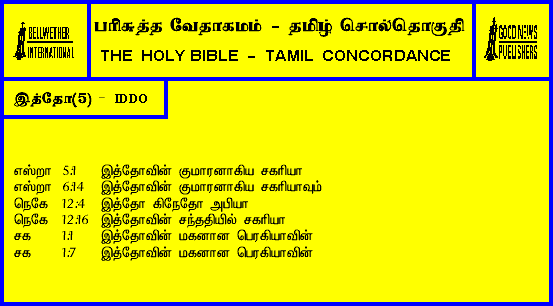 BELLWETHER
INTERNATIONAL
பரிசுத்த வேதாகமம் - தமிழ் சொல்தொகுதி
THE HOLY BIBLE - TAMIL CONCORDANCE
GOOD NEWS
PUBLISHERS
இத்தோ(5) - IDDO
எஸ்றா 5:1 இத்தோவின் குமாரனாகிய சகரியா
எஸ்றா 6:14 இத்தோவின் குமாரனாகிய சகரியாவும்
நெகே 12:4 இத்தோ கிநேதோ அபியா
நெகே 12:16 இத்தோவின் சந்ததியில் சகரியா
சக 1:1 இத்தோவின் மகனான பெரகியாவின்
சக 1:7 இத்தோவின் மகனான பெரகியாவின்